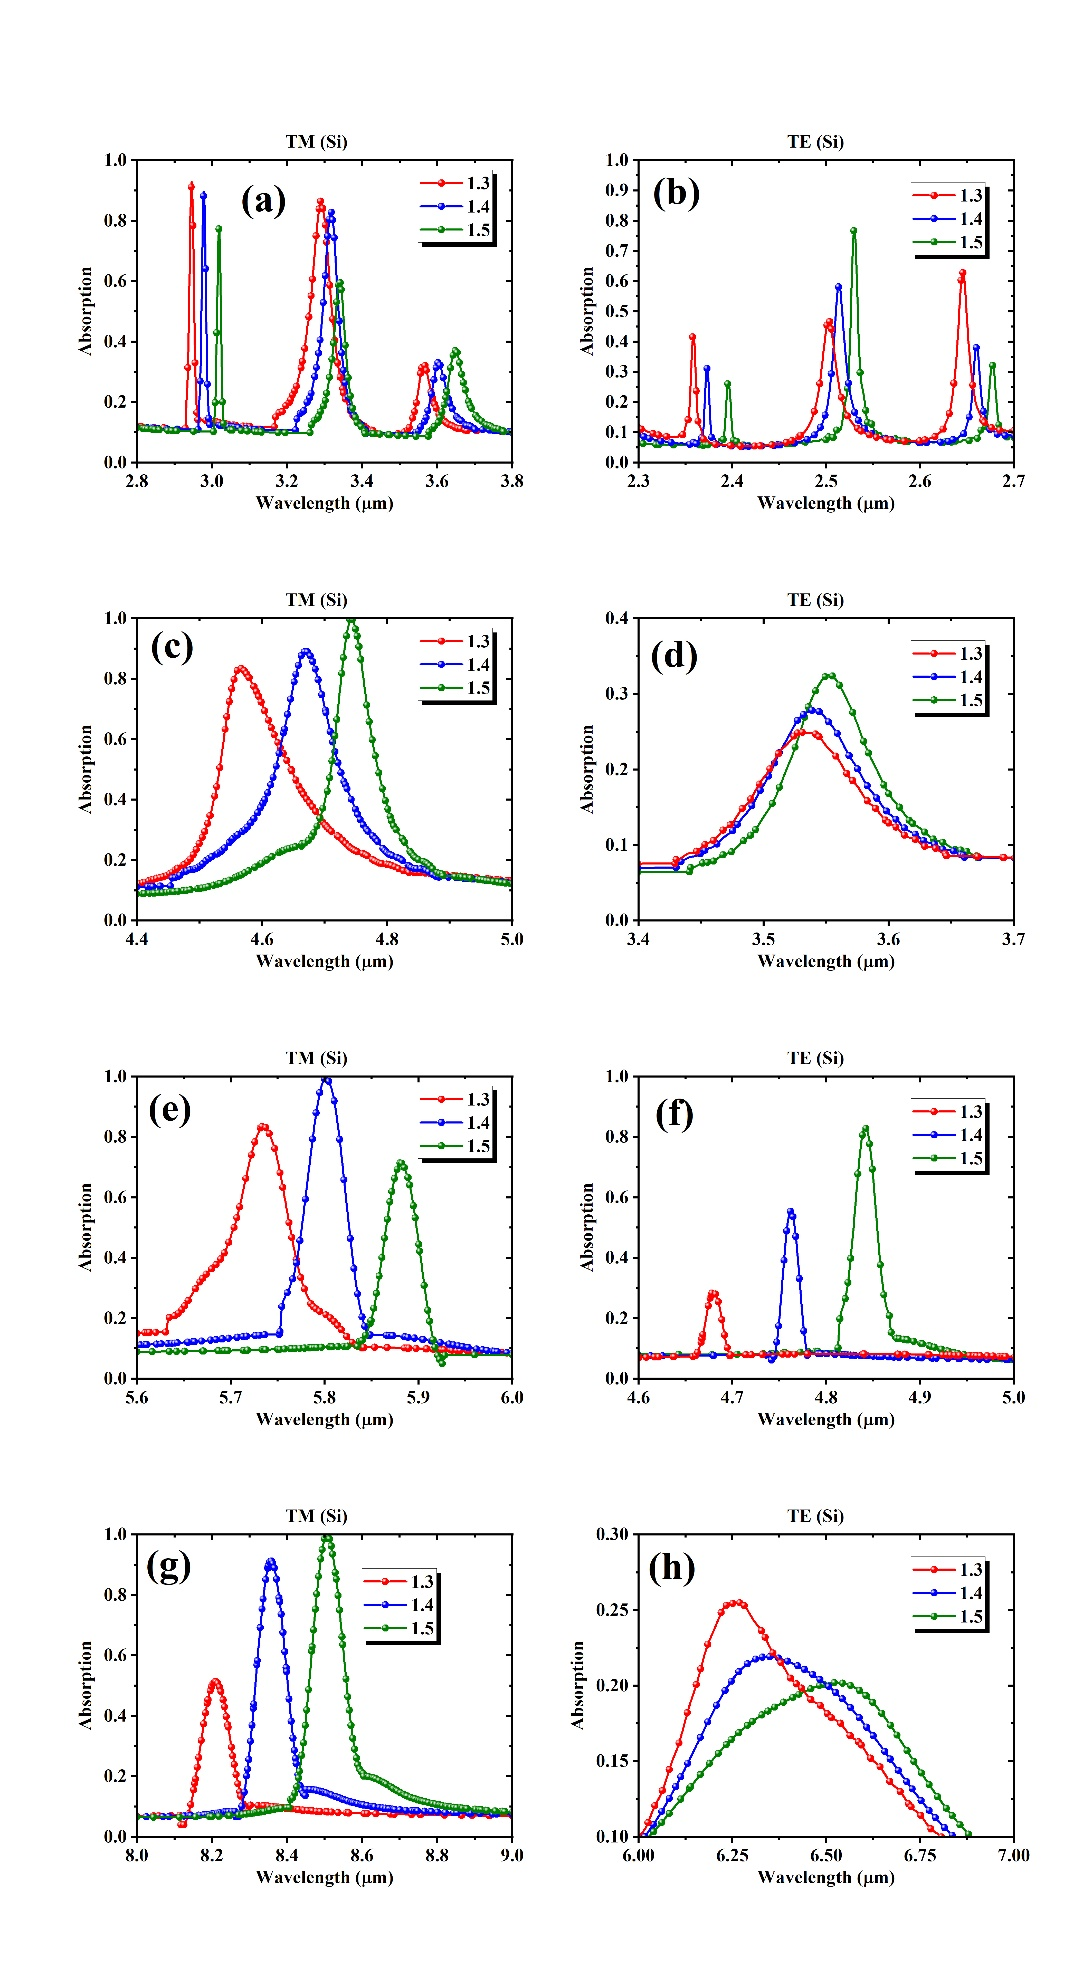 TM (Si)
(a)
1.3
1.4
1.5
1.0
0.8
0.6
0.4
0.2
0.0
Absorption
2.8 3.0 3.2 3.4 3.6 3.8
Wavelength (μm)
TE (Si)
(b)
1.3
1.4
1.5
1.0
0.9
0.8
0.7
0.6
0.5
0.4
0.3
0.2
0.1
0.0
Absorption
2.3 2.4 2.5 2.6 2.7
Wavelength (μm)
TM (Si)
(c)
1.3
1.4
1.5
1.0
0.8
0.6
0.4
0.2
0.0
Absorption
4.4 4.6 4.8 5.0
Wavelength (μm)
TE (Si)
(d)
1.3
1.4
1.5
0.4
0.3
0.2
0.1
0.0
Absorption
3.4 3.5 3.6 3.7
Wavelength (μm)
TM (Si)
(e)
1.3
1.4
1.5
1.0
0.8
0.6
0.4
0.2
0.0
Absorption
5.6 5.7 5.8 5.9 6.0
Wavelength (μm)
TE (Si)
(f)
1.3
1.4
1.5
1.0
0.8
0.6
0.4
0.2
0.0
Absorption
4.6 4.7 4.8 4.9 5.0
Wavelength (μm)
TM (Si)
(g)
1.3
1.4
1.5
1.0
0.8
0.6
0.4
0.2
0.0
Absorption
8.0 8.2 8.4 8.6 8.8 9.0
Wavelength (μm)
TE (Si)
(h)
1.3
1.4
1.5
0.30
0.25
0.20
0.15
0.10
Absorption
6.00 6.25 6.50 6.75 7.00
Wavelength (μm)